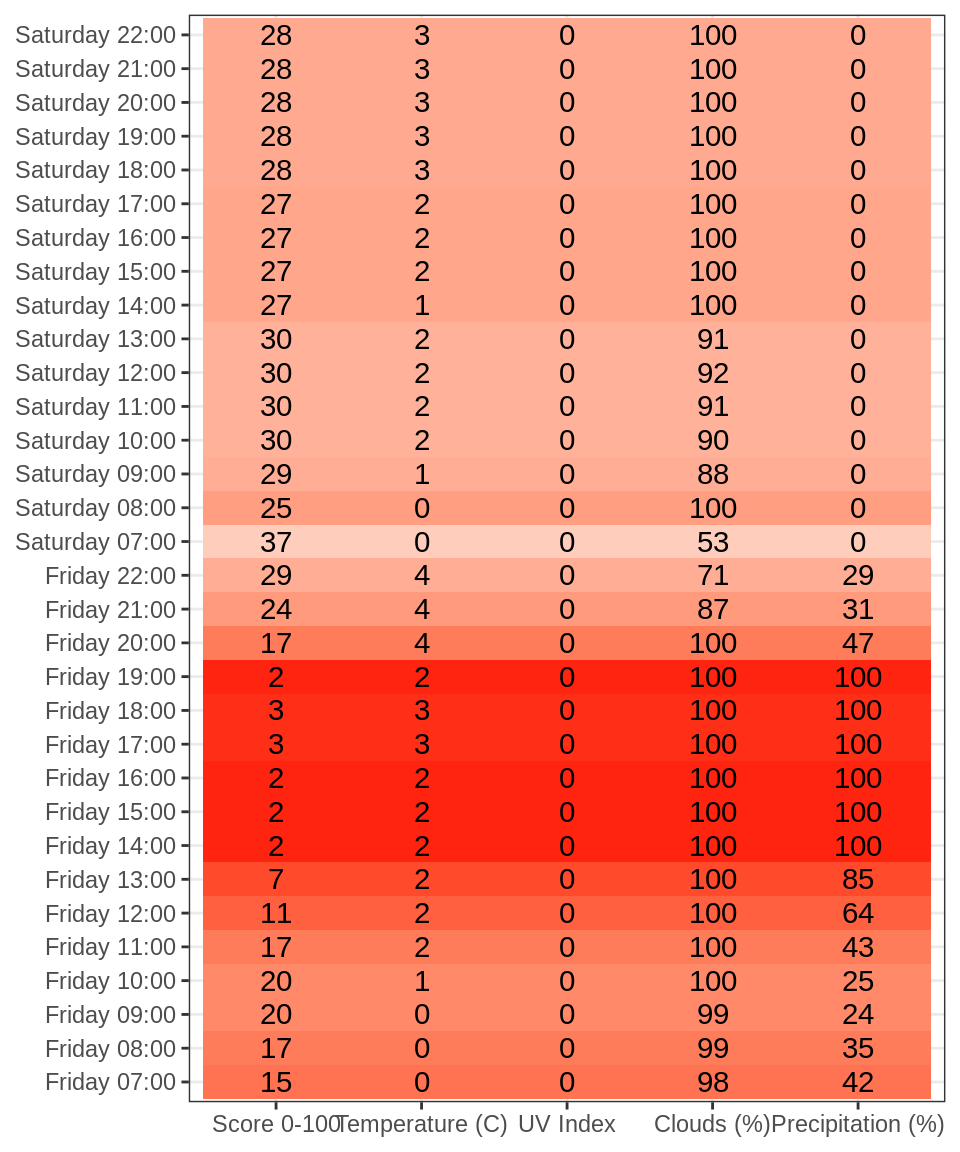 Saturday 22:00 28 3 0 100 0
Saturday 21:00 28 3 0 100 0
Saturday 20:00 28 3 0 100 0
Saturday 19:00 28 3 0 100 0
Saturday 18:00 28 3 0 100 0
Saturday 17:00 27 2 0 100 0
Saturday 16:00 27 2 0 100 0
Saturday 15:00 27 2 0 100 0
Saturday 14:00 27 1 0 100 0
Saturday 13:00 30 2 0 91 0
Saturday 12:00 30 2 0 92 0
Saturday 11:00 30 2 0 91 0
Saturday 10:00 30 2 0 90 0
Saturday 09:00 29 1 0 88 0
Saturday 08:00 25 0 0 100 0
Saturday 07:00 37 0 0 53 0
Friday 22:00 29 4 0 71 29
Friday 21:00 24 4 0 87 31
Friday 20:00 17 4 0 100 47
Friday 19:00 2 2 0 100 100
Friday 18:00 3 3 0 100 100
Friday 17:00 3 3 0 100 100
Friday 16:00 2 2 0 100 100
Friday 15:00 2 2 0 100 100
Friday 14:00 2 2 0 100 100
Friday 13:00 7 2 0 100 85
Friday 12:00 11 2 0 100 64
Friday 11:00 17 2 0 100 43
Friday 10:00 20 1 0 100 25
Friday 09:00 20 0 0 99 24
Friday 08:00 17 0 0 99 35
Friday 07:00 15 0 0 98 42
Score 0-100 Temperature (C) UV Index Clouds (%) Precipitation (%)